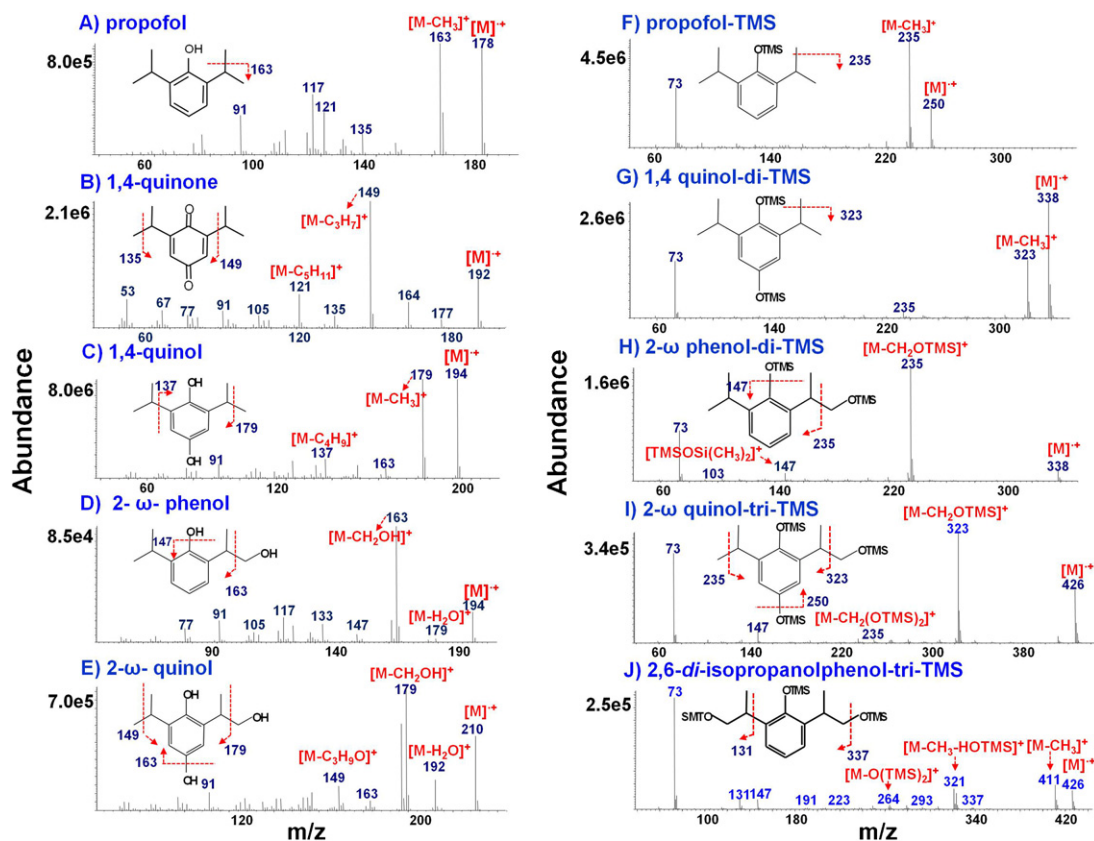 A) propofol
[M-CH₃]⁺ [M]·⁺
163 178
8.0e5
OH
163
117
91
121
135
60 100 140 180
B) 1,4-quinone
149
2.1e6
[M-C₃H₇]⁺
O
[M]·⁺
192
135 149
[M-C₅H₁₁]⁺
121
O
53 67 77 91 105 135 164 177
60 120 180
C) 1,4-quinol
[M]·⁺
194
179
8.0e6
OH
137
[M-CH₃]⁺
179
[M-C₄H₉]⁺
137
OH
91 163
60 120 200
D) 2- ω- phenol
163
8.5e4
OH
[M-CH₂OH]⁺
147 OH
163
[M]·⁺
194
[M-H₂O]⁺
77 91 105 117 133 147 179
90 140 160 200
E) 2-ω- quinol
[M-CH₂OH]⁺
179
7.0e5
OH
OH
[M]·⁺
210
149 179
163
[M-C₃H₉O]⁺
149
[M-H₂O]⁺
192
OH
91 163
120 200
m/z
Abundance
F) propofol-TMS
[M-CH₃]⁺
235
4.5e6
OTMS
235
73
[M]·⁺
250
60 140 220 300
G) 1,4 quinol-di-TMS
[M]·⁺
338
2.6e6
OTMS
323
[M-CH₃]⁺
323
73
OTMS
235
60 140 220 300
H) 2-ω phenol-di-TMS
[M-CH₂OTMS]⁺
235
1.6e6
OTMS
147
OTMS
235
73
[TMSOSi(CH₃)₂]⁺
[M]·⁺
338
103 147
60 140 220 300
I) 2-ω quinol-tri-TMS
[M-CH₂OTMS]⁺
323
3.4e5
OTMS
OTMS
73
[M]·⁺
426
235 323
250
OTMS
[M-CH₂(OTMS)₂]⁺
147 235
60 140 220 300 380
J) 2,6-di-isopropanolphenol-tri-TMS
73
2.5e5
OTMS
SMTO OTMS
131 337
[M-CH₃-HOTMS]⁺ [M-CH₃]⁺
[M-O(TMS)₂]⁺
321 411 [M]·⁺
426
131 147 191 223 264 293 337
100 180 260 340 420
m/z
Abundance